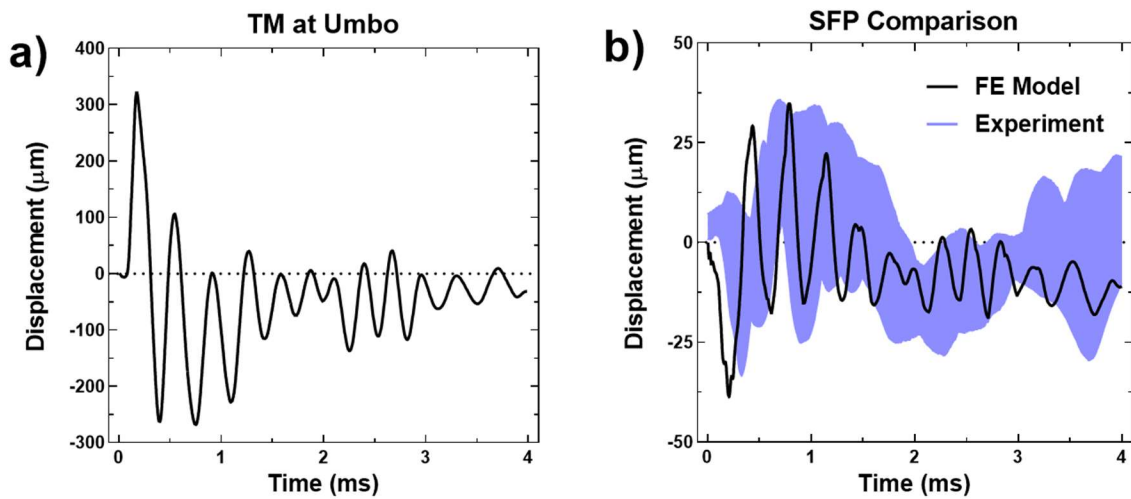 a)
TM at Umbo
Displacement (μm)
400
300
200
100
0
-100
-200
-300
0
1
2
3
4
Time (ms)
b)
SFP Comparison
FE Model
Experiment
Displacement (μm)
50
25
0
-25
-50
0
1
2
3
4
Time (ms)